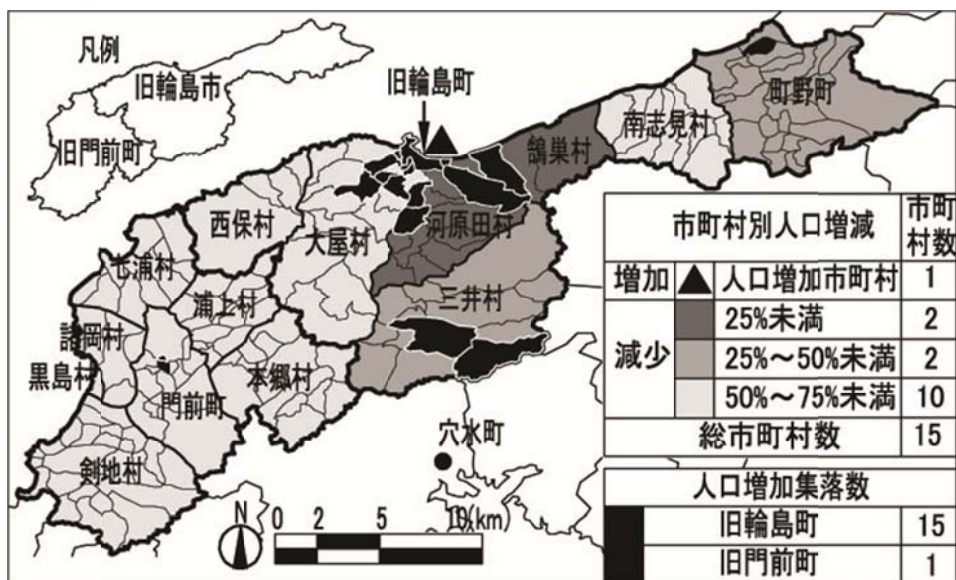 凡例
旧輪島市
旧門前町
旧輪島町
町野町
南志見村
鵠巣村
西保村
大屋村
河原田村
七浦村
浦上村
三井村
諸岡村
黒島村
門前町
本郷村
剣地村
穴水町
N
0 2 5 10(km)
市町村別人口増減 市町村数
増加 ▲ 人口増加市町村 1
減少 25%未満 2
25%～50%未満 2
50%～75%未満 10
総市町村数 15
人口増加集落数
旧輪島町 15
旧門前町 1